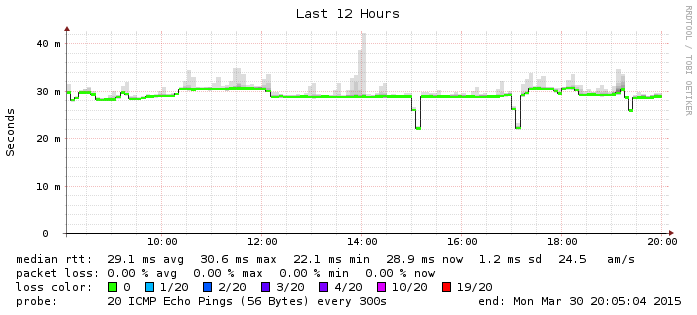 Last 12 Hours
RRDTOOL / TOBI OETIKER
Seconds
40 m
30 m
20 m
10 m
0
10:00 12:00 14:00 16:00 18:00 20:00
median rtt: 29.1 ms avg 30.6 ms max 22.1 ms min 28.9 ms now 1.2 ms sd 24.5 am/s
packet loss: 0.00 % avg 0.00 % max 0.00 % min 0.00 % now
loss color: 0 1/20 2/20 3/20 4/20 10/20 19/20
probe: 20 ICMP Echo Pings (56 Bytes) every 300s end: Mon Mar 30 20:05:04 2015